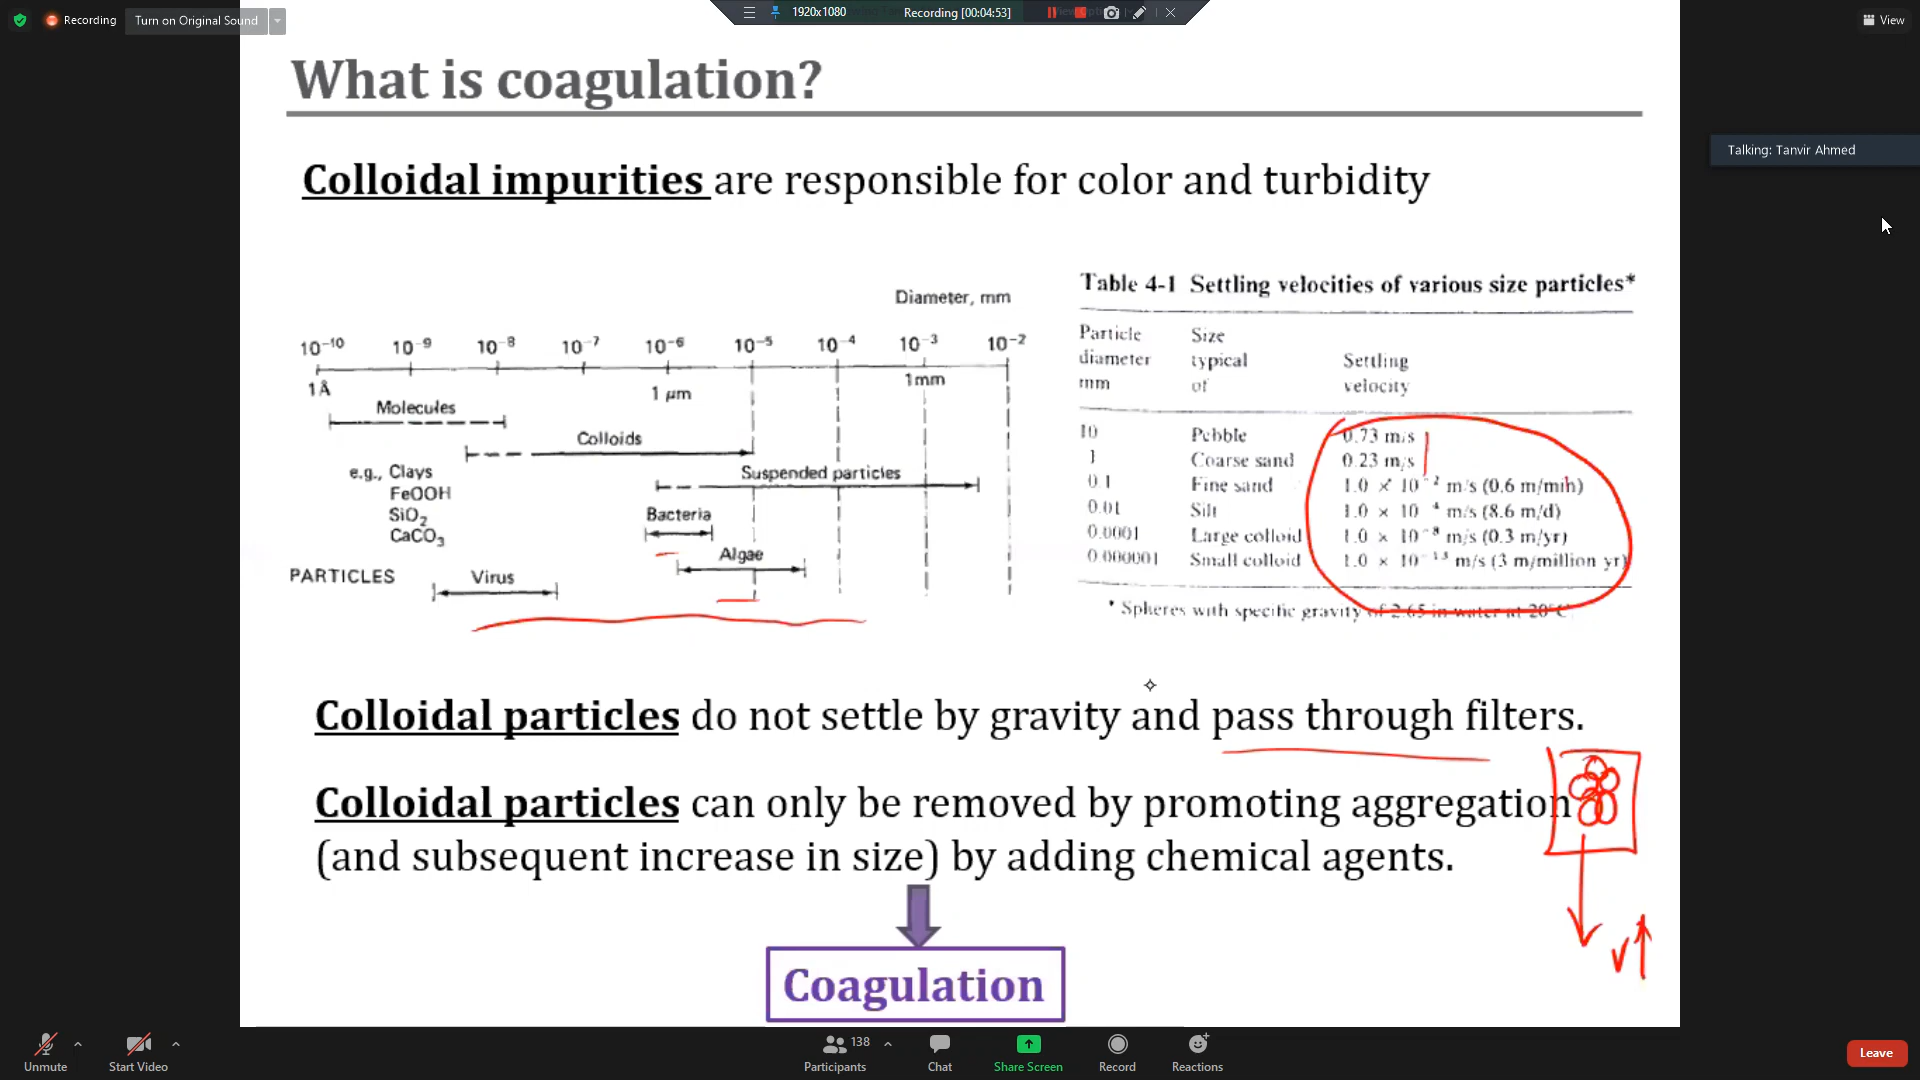 Recording
Turn on Original Sound
1920x1080
Recording [00:04:53]
View
What is coagulation?
Talking: Tanvir Ahmed
Colloidal impurities are responsible for color and turbidity
Diameter, mm
10⁻¹⁰ 10⁻⁹ 10⁻⁸ 10⁻⁷ 10⁻⁶ 10⁻⁵ 10⁻⁴ 10⁻³ 10⁻²
1Å 1 µm 1mm
Molecules
Colloids
e.g., Clays
FeOOH
SiO₂
CaCO₃
Suspended particles
Bacteria
Algae
PARTICLES
Virus
Table 4-1 Settling velocities of various size particles*
Particle Size
diameter typical Settling
mm of velocity
10 Pebble 0.73 m/s
1 Coarse sand 0.23 m/s
0.1 Fine sand 1.0 × 10⁻² m/s (0.6 m/min)
0.01 Silt 1.0 × 10⁻⁴ m/s (8.6 m/d)
0.0001 Large colloid 1.0 × 10⁻⁸ m/s (0.3 m/yr)
0.000001 Small colloid 1.0 × 10⁻¹³ m/s (3 m/million yr)
* Spheres with specific gravity of 2.65 in water at 20°C.
Colloidal particles do not settle by gravity and pass through filters.
Colloidal particles can only be removed by promoting aggregation
(and subsequent increase in size) by adding chemical agents.
v↑
Coagulation
Unmute
Start Video
Participants
138
Chat
Share Screen
Record
Reactions
Leave